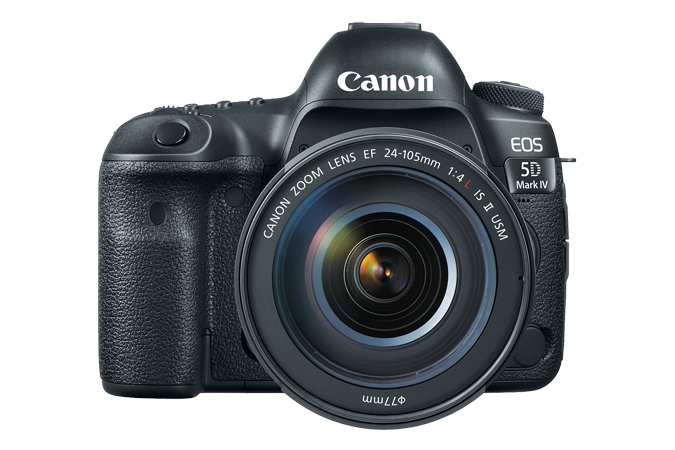 Canon
EOS
5D
Mark IV
CANON ZOOM LENS EF 24-105mm 1:4 L IS II USM
φ77mm